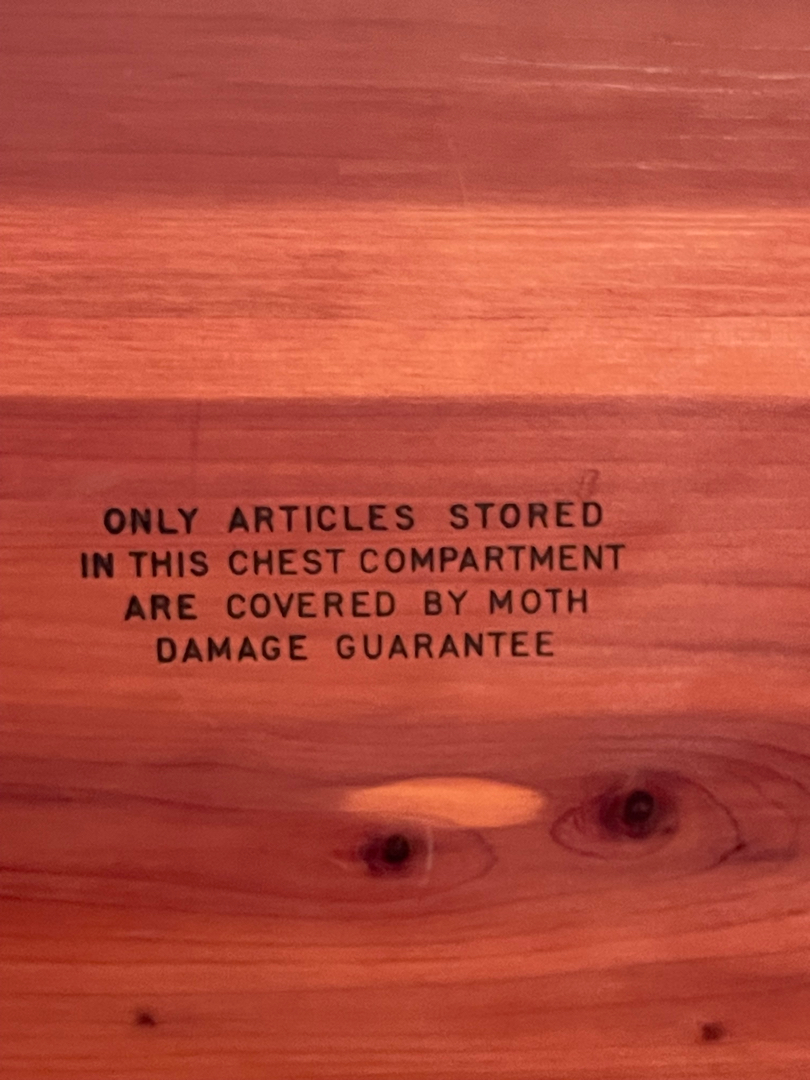 ONLY ARTICLES STORED
IN THIS CHEST COMPARTMENT
ARE COVERED BY MOTH
DAMAGE GUARANTEE